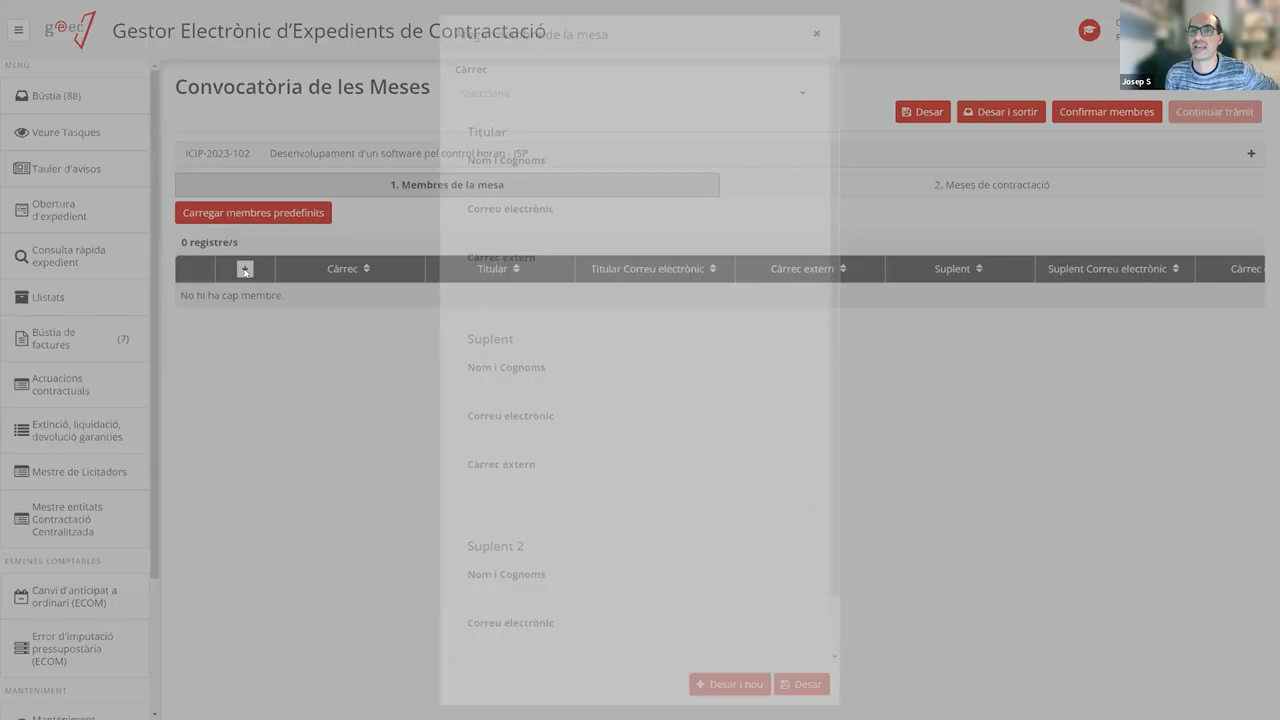 geec
Gestor Electrònic d'Expedients de Contractació
Josep S
MENÚ
Bústia (88)
Veure Tasques
Tauler d'avisos
Obertura
d'expedient
Consulta ràpida
expedient
Llistats
Bústia de
factures
(7)
Actuacions
contractuals
Extinció, liquidació,
devolució garanties
Mestre de Licitadors
Mestre entitats
Contractació
Centralitzada
ESMENES COMPTABLES
Canvi d'anticipat a
ordinari (ECOM)
Error d'imputació
pressupostària
(ECOM)
MANTENIMENT
Manteniment
Convocatòria de les Meses
Desar
Desar i sortir
Confirmar membres
Continuar tràmit
ICIP-2023-102 Desenvolupament d'un software pel control horari - JSP
1. Membres de la mesa
2. Meses de contractació
Carregar membres predefinits
0 registre/s
Càrrec
Titular
Titular Correu electrònic
Càrrec extern
Suplent
Suplent Correu electrònic
Càrrec
No hi ha cap membre.
membre de la mesa
Càrrec
Selecciona
Titular
Nom i Cognoms
Correu electrònic
Càrrec extern
Suplent
Nom i Cognoms
Correu electrònic
Càrrec extern
Suplent 2
Nom i Cognoms
Correu electrònic
Desar i nou
Desar